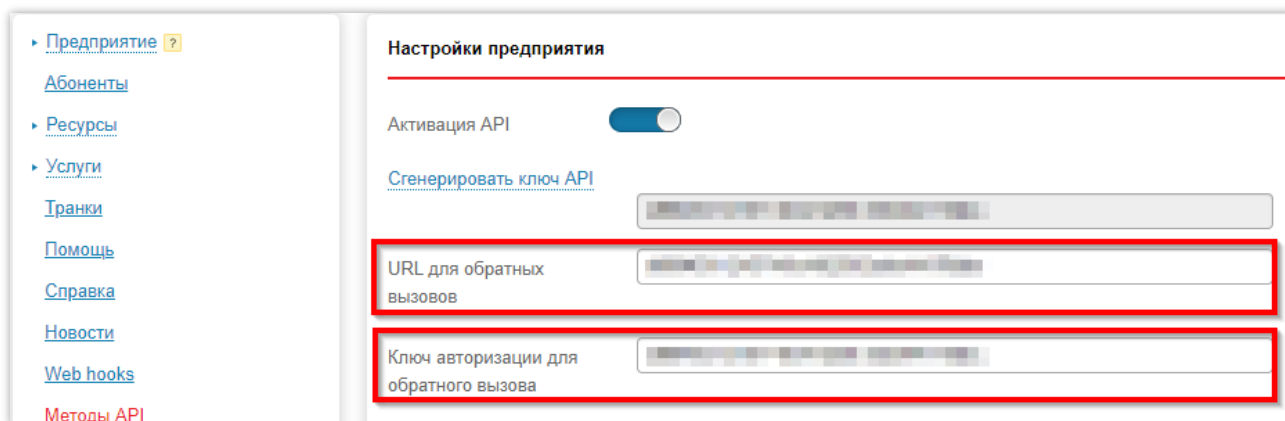 Предприятие ?
Абоненты
Ресурсы
Услуги
Транки
Помощь
Справка
Новости
Web hooks
Методы API
Настройки предприятия
Активация API
Сгенерировать ключ API
URL для обратных
вызовов
Ключ авторизации для
обратного вызова